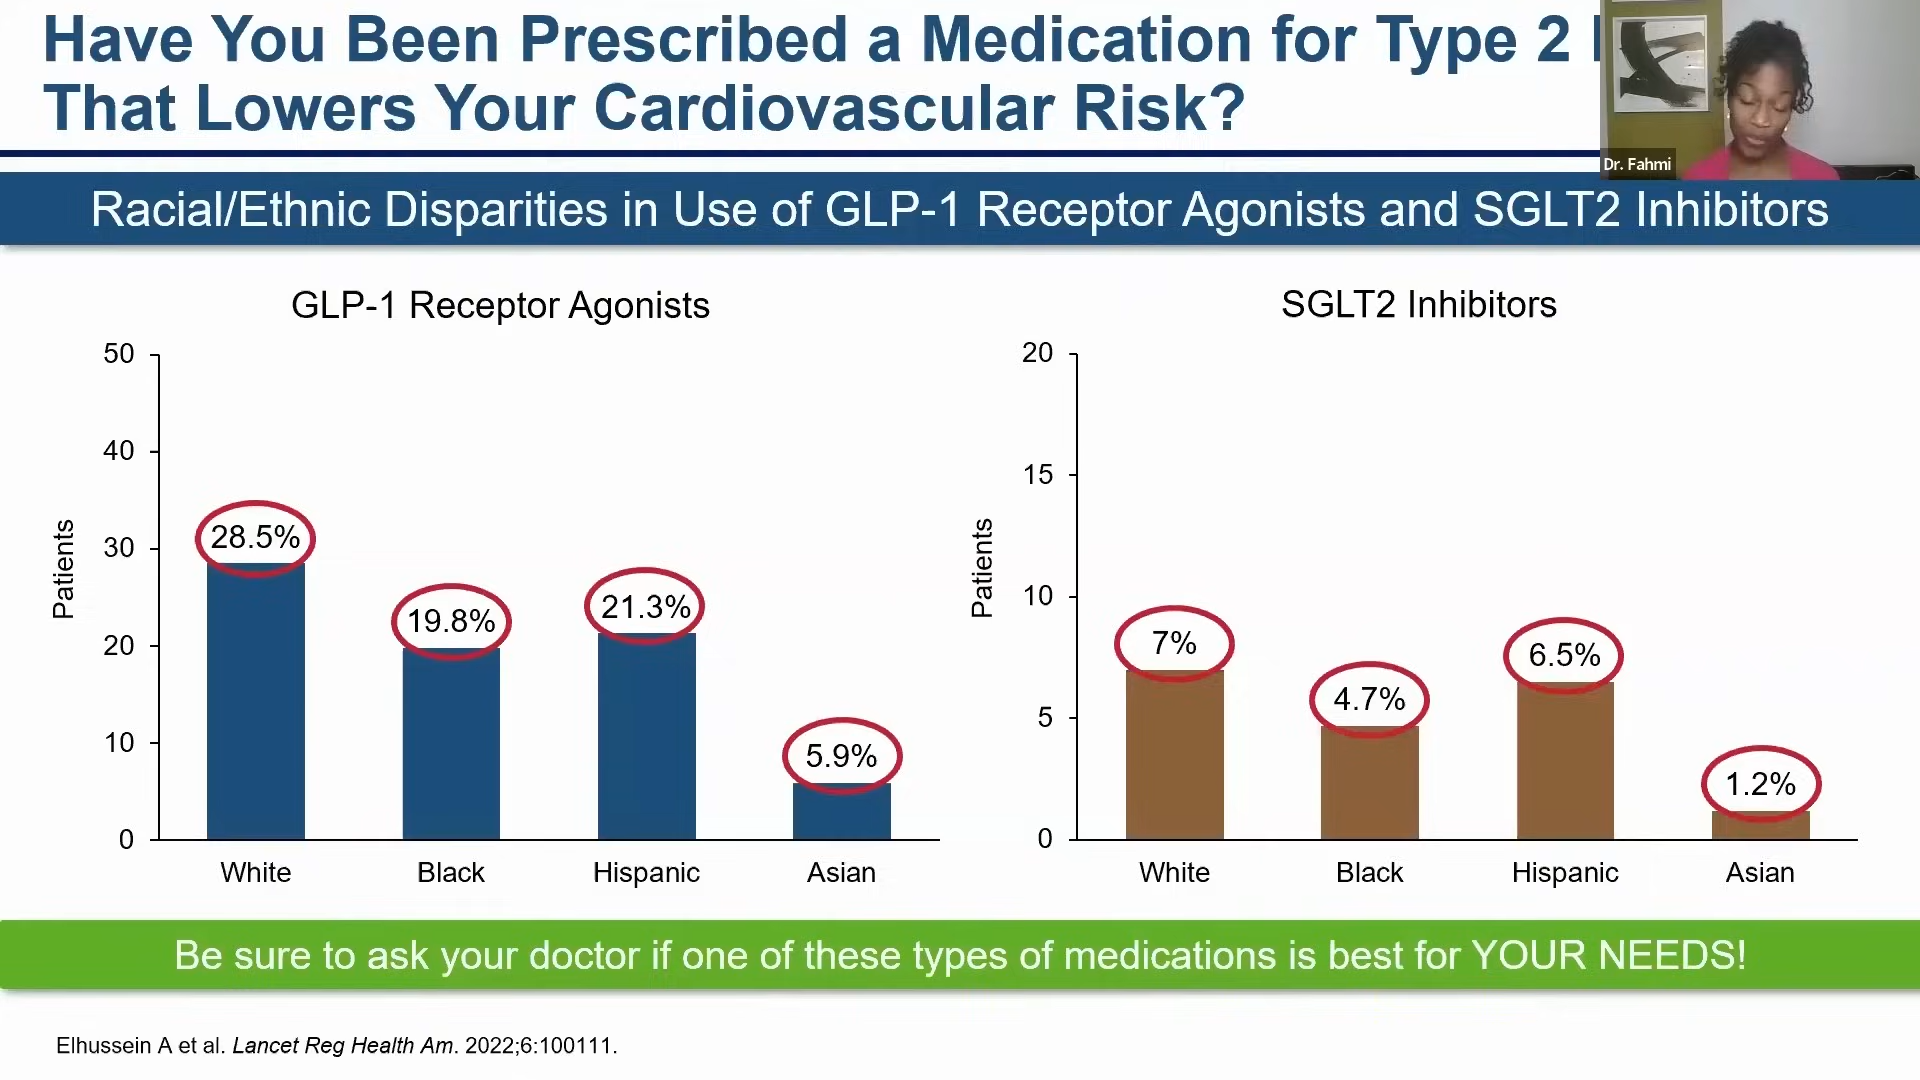 Have You Been Prescribed a Medication for Type 2
That Lowers Your Cardiovascular Risk?
Dr. Fahmi
Racial/Ethnic Disparities in Use of GLP-1 Receptor Agonists and SGLT2 Inhibitors
GLP-1 Receptor Agonists
50
40
30
20
10
0
Patients
28.5%
19.8%
21.3%
5.9%
White
Black
Hispanic
Asian
SGLT2 Inhibitors
20
15
10
5
0
Patients
7%
4.7%
6.5%
1.2%
White
Black
Hispanic
Asian
Be sure to ask your doctor if one of these types of medications is best for YOUR NEEDS!
Elhussein A et al. Lancet Reg Health Am. 2022;6:100111.